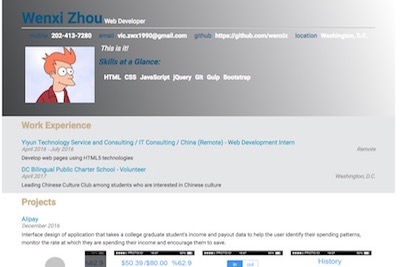 Wenxi Zhou Web Developer
mobile 202-413-7280 email vic.zwx1990@gmail.com github https://github.com/wenxiz location Washington, D.C.
This is it!
Skills at a Glance:
HTML CSS JavaScript jQuery Git Gulp Bootstrap
Work Experience
Yiyun Technology Service and Consulting / IT Consulting / China (Remote) - Web Development Intern
April 2016 - July 2016 Remote
Develop web pages using HTML5 technologies
DC Bilingual Public Charter School - Volunteer
April 2017 Washington, D.C
Leading Chinese Culture Club among students who are interested in Chinese culture
Projects
Alipay
December 2016
Interface design of application that takes a college graduate student's income and payout data to help the user identify their spending patterns,
monitor the rate at which they are spending their income and encourage them to save.
%62.9 $50.39 /$80.00 %62.9 in out History